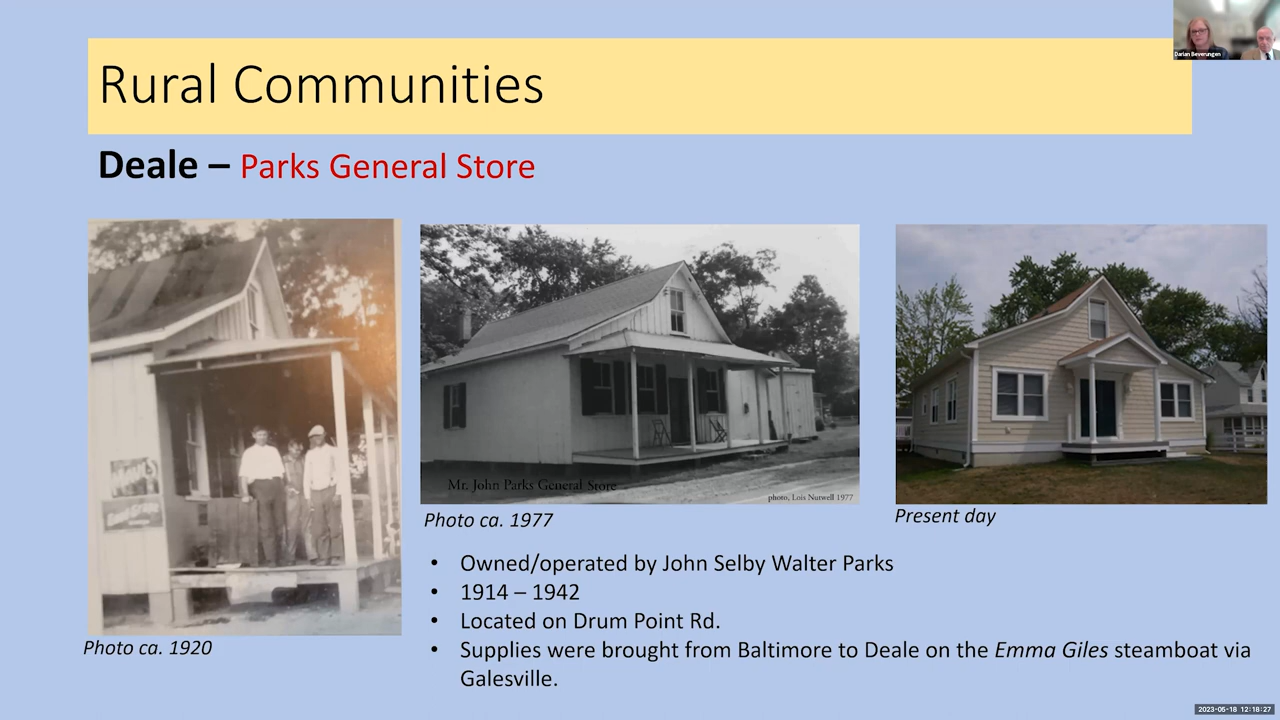 Darian Beverungen
Rural Communities
Deale – Parks General Store
Mr. John Parks General Store
photo, Lois Nutwell 1977
Photo ca. 1977
Present day
Photo ca. 1920
• Owned/operated by John Selby Walter Parks
• 1914 – 1942
• Located on Drum Point Rd.
• Supplies were brought from Baltimore to Deale on the Emma Giles steamboat via
Galesville.
2023-05-18 12:18:27